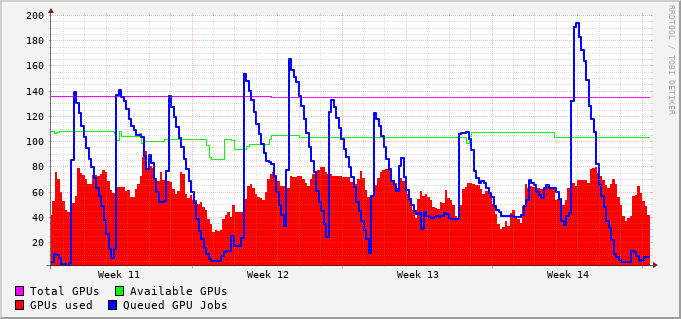 200
180
160
140
120
100
80
60
40
20
Week 11 Week 12 Week 13 Week 14
Total GPUs Available GPUs
GPUs used Queued GPU Jobs
RRDTOOL / TOBI OETIKER